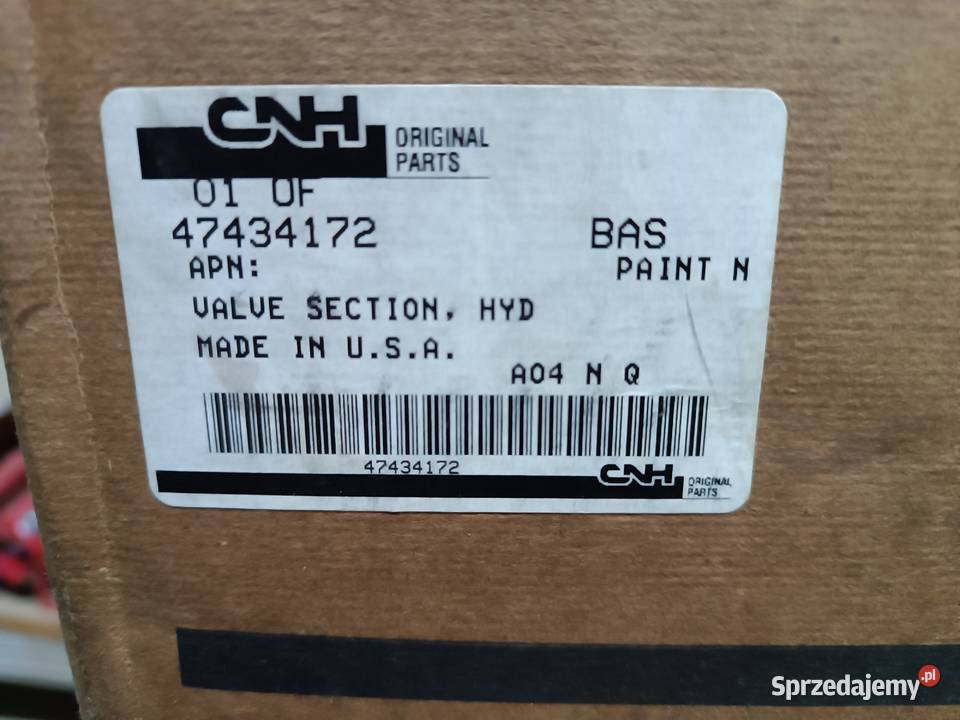 CNH ORIGINAL
PARTS
01 OF
47434172 BAS
APN: PAINT N
VALVE SECTION, HYD
MADE IN U.S.A.
A04 N Q
47434172
CNH ORIGINAL
PARTS
Sprzedajemy.pl